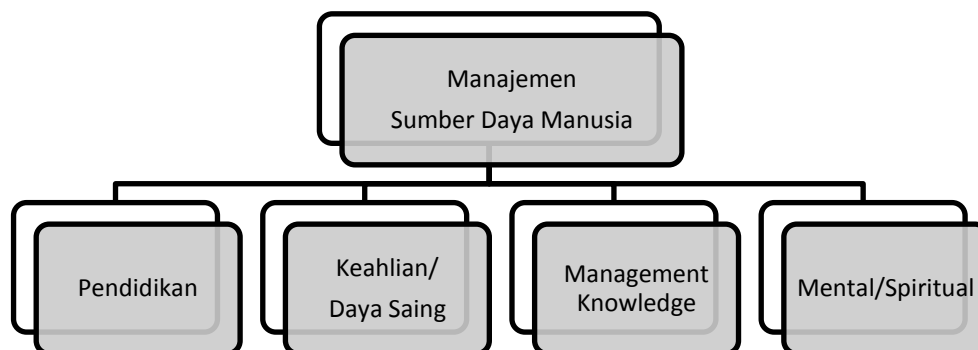 Manajemen
Sumber Daya Manusia
Pendidikan
Keahlian/
Daya Saing
Management
Knowledge
Mental/Spiritual